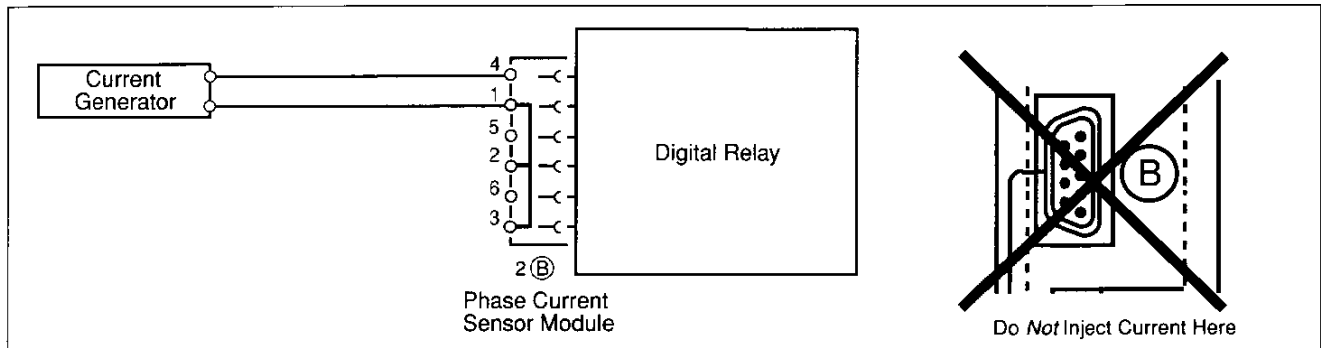 Current
Generator
4
1
5
2
6
3
2 B
Phase Current
Sensor Module
Digital Relay
B
Do Not Inject Current Here